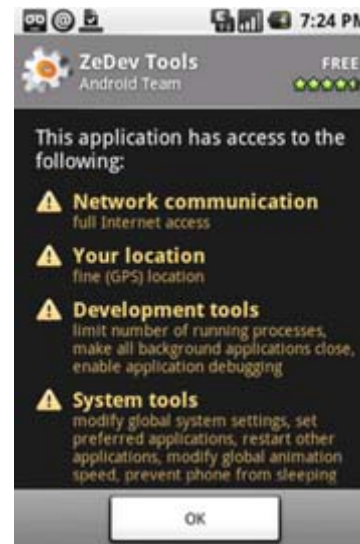 7:24 PM
ZeDev Tools
FREE
Android Team
This application has access to the
following:
Network communication
full Internet access
Your location
fine (GPS) location
Development tools
limit number of running processes,
make all background applications close,
enable application debugging
System tools
modify global system settings, set
preferred applications, restart other
applications, modify global animation
speed, prevent phone from sleeping
OK